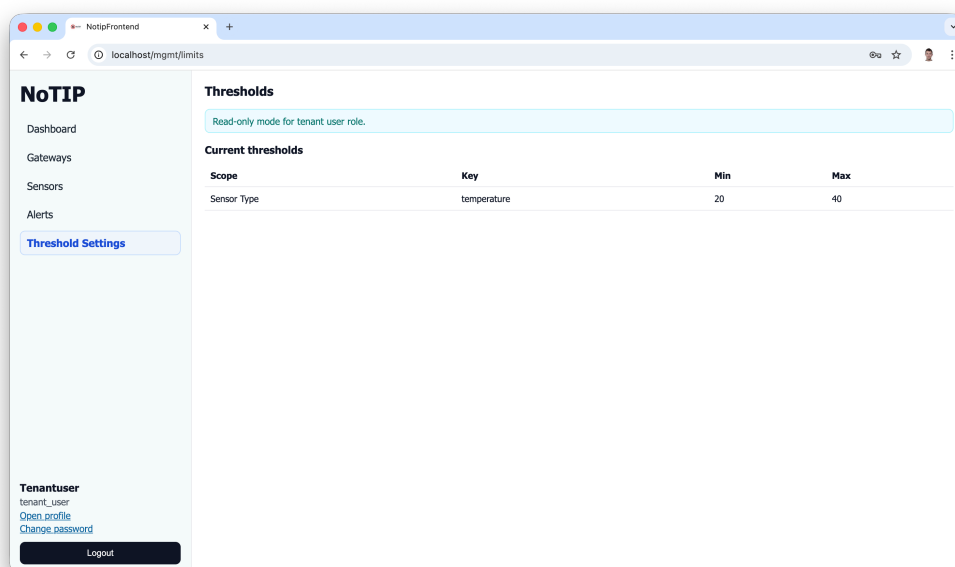 NotipFrontend
localhost/mgmt/limits
NoTIP
Dashboard
Gateways
Sensors
Alerts
Threshold Settings
Tenantuser
tenant_user
Open profile
Change password
Logout
Thresholds
Read-only mode for tenant user role.
Current thresholds
Scope Key Min Max
Sensor Type temperature 20 40